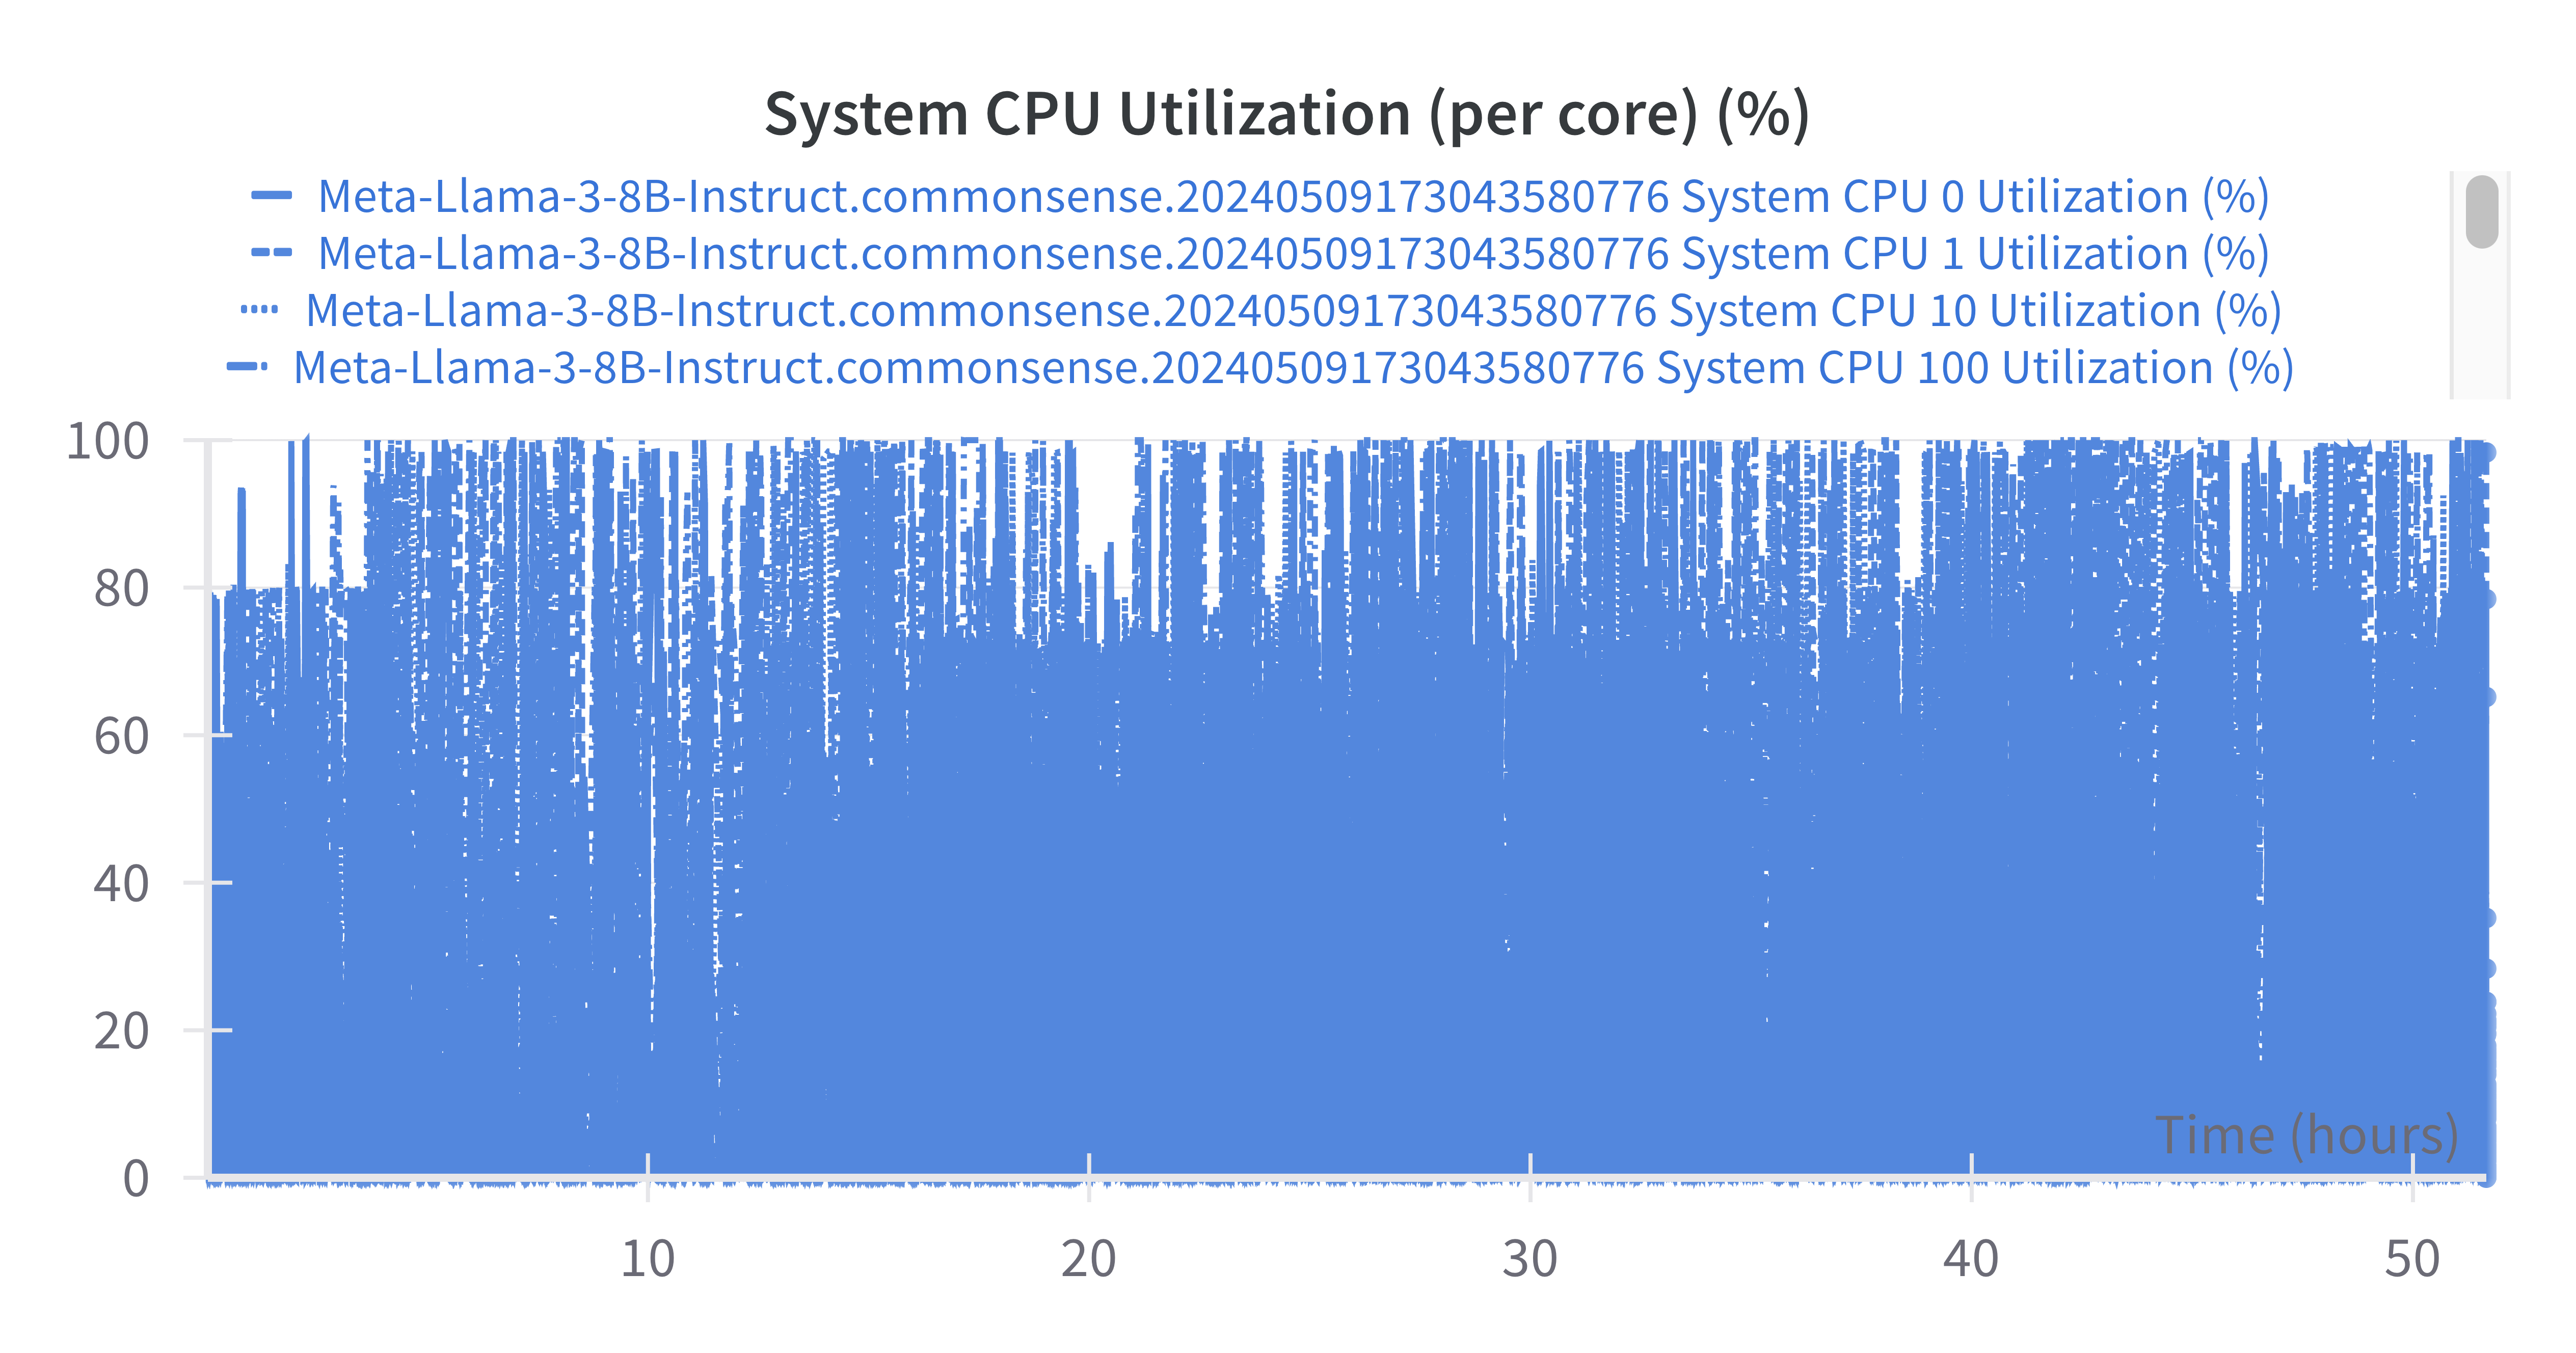 System CPU Utilization (per core) (%)
Meta-Llama-3-8B-Instruct.commonsense.20240509173043580776 System CPU 0 Utilization (%)
Meta-Llama-3-8B-Instruct.commonsense.20240509173043580776 System CPU 1 Utilization (%)
Meta-Llama-3-8B-Instruct.commonsense.20240509173043580776 System CPU 10 Utilization (%)
Meta-Llama-3-8B-Instruct.commonsense.20240509173043580776 System CPU 100 Utilization (%)
100
80
60
40
20
0
Time (hours)
10 20 30 40 50